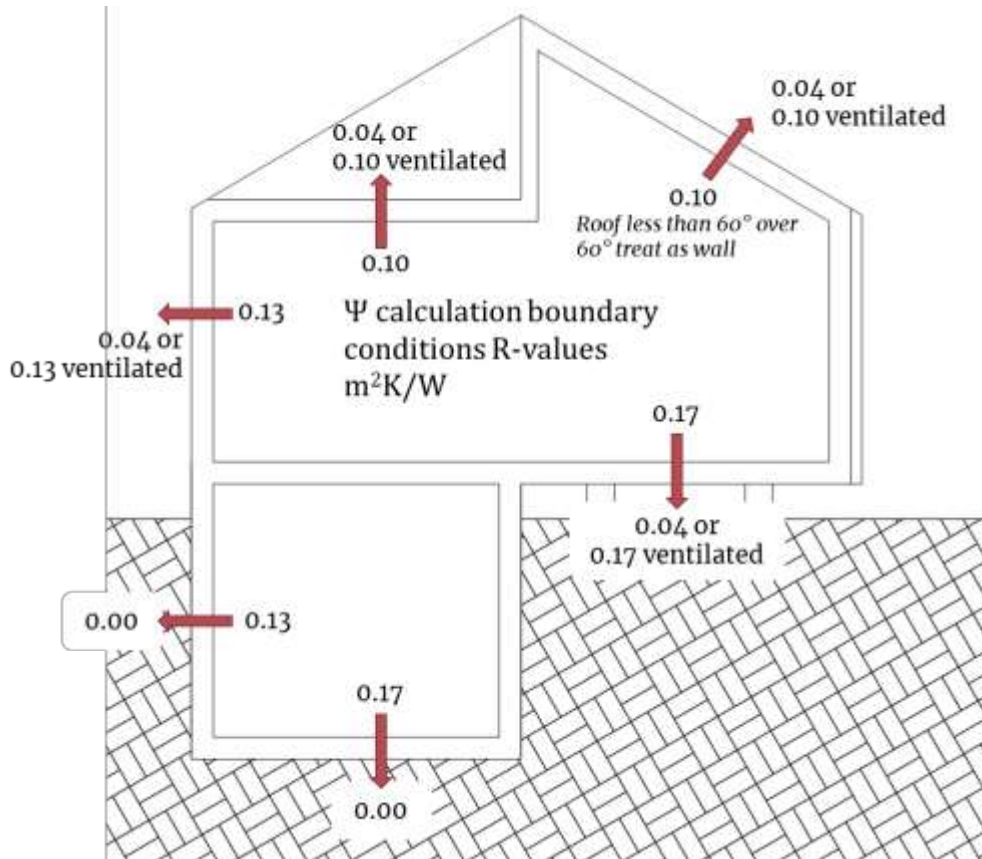 0.04 or
0.10 ventilated
0.04 or
0.10 ventilated
0.10
Roof less than 60° over
60° treat as wall
0.10
0.13
0.04 or
0.13 ventilated
Ψ calculation boundary
conditions R-values
m²K/W
0.17
0.04 or
0.17 ventilated
0.00
0.13
0.17
0.00